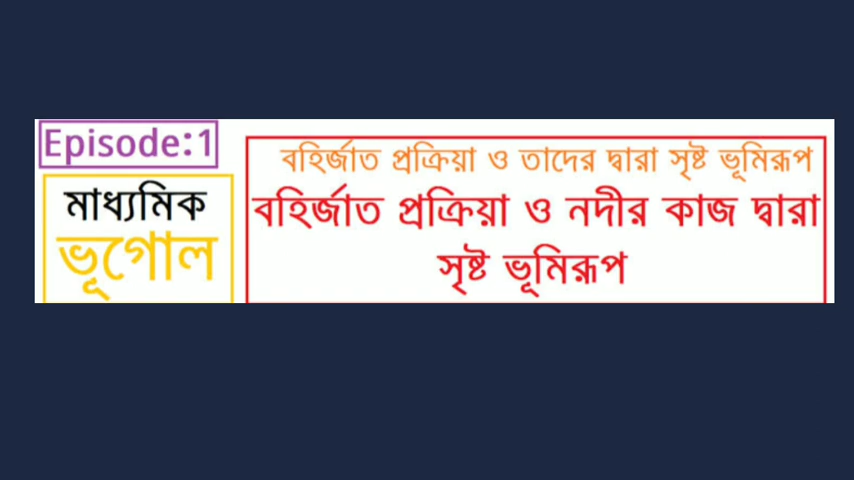 Episode:1
মাধ্যমিক
ভূগোল
বহির্জাত প্রক্রিয়া ও তাদের দ্বারা সৃষ্ট ভূমিরূপ
বহির্জাত প্রক্রিয়া ও নদীর কাজ দ্বারা
সৃষ্ট ভূমিরূপ